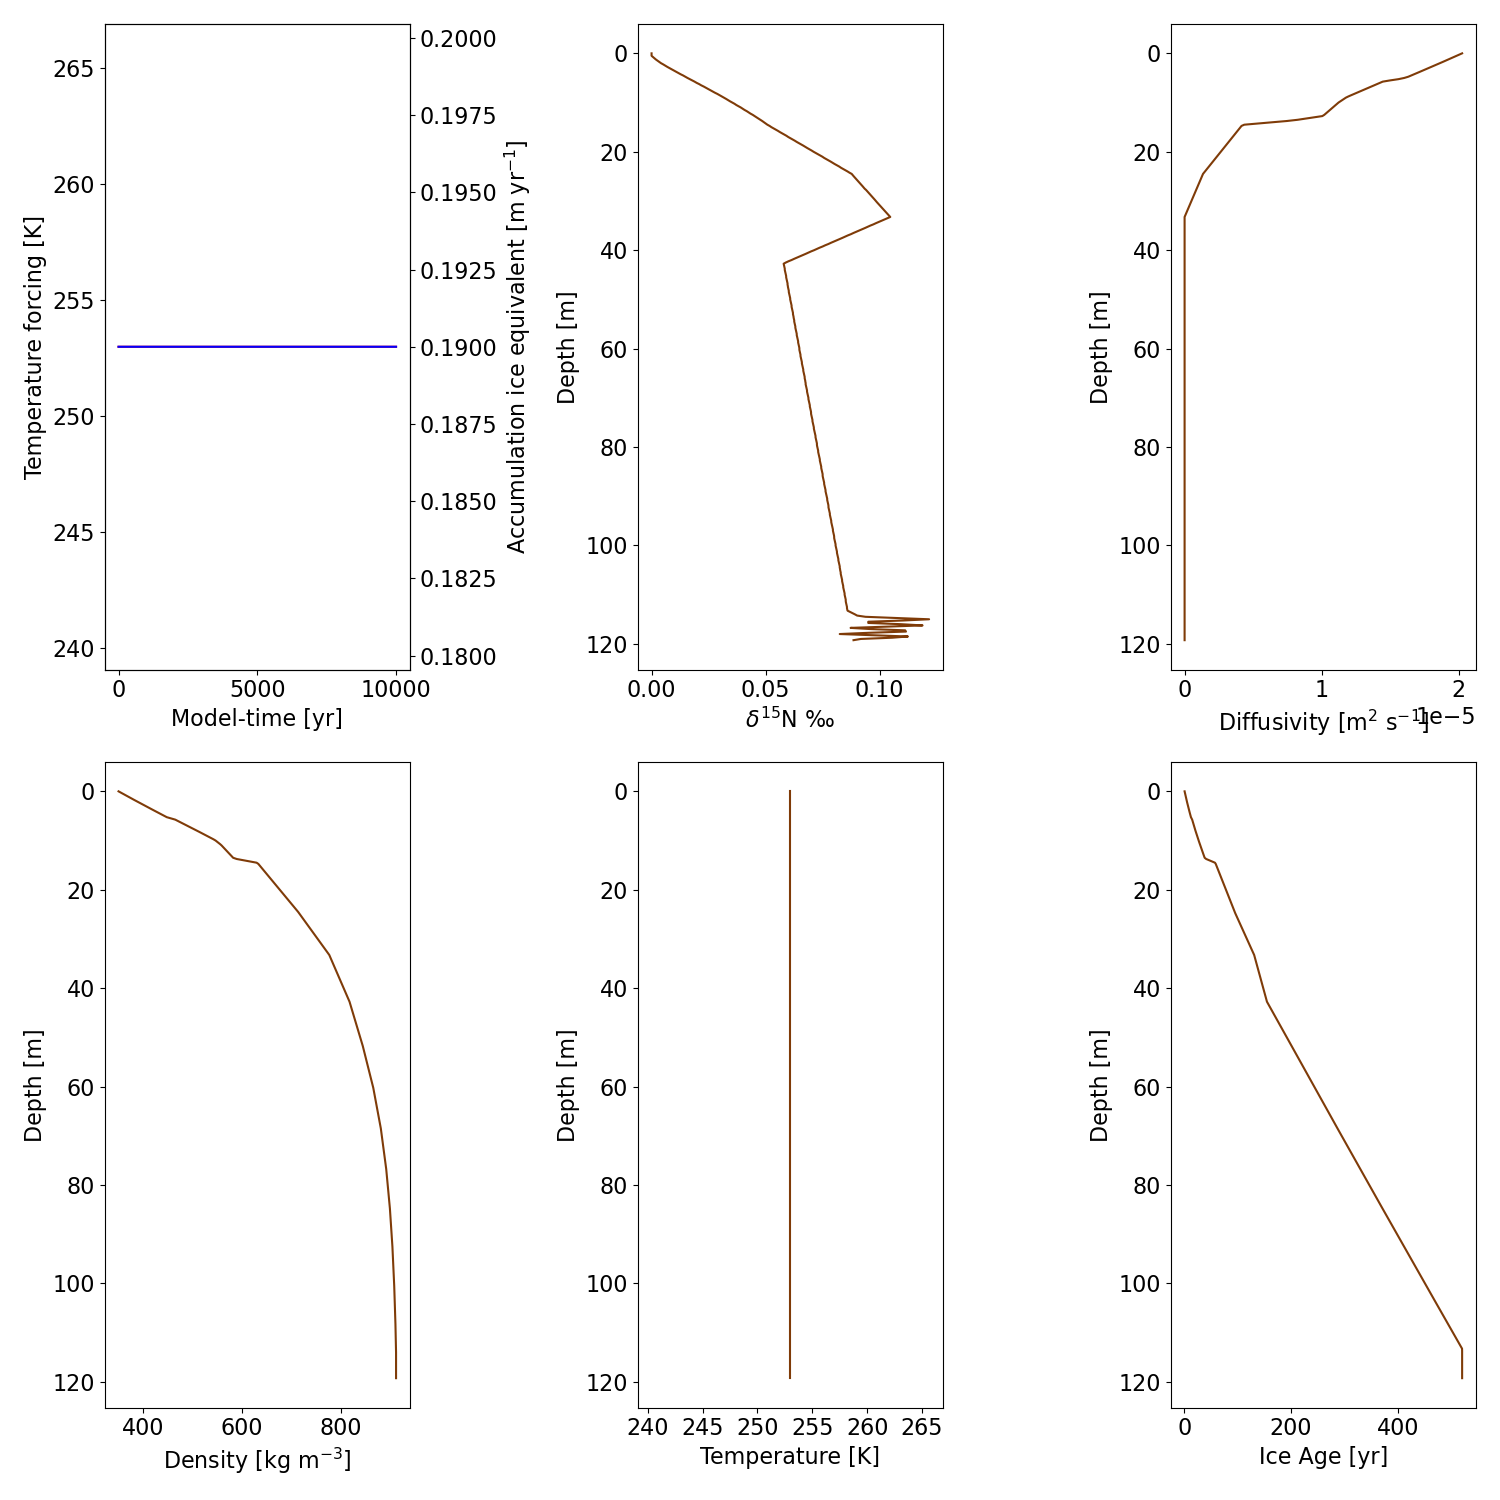 265
260
255
250
245
240
Temperature forcing [K]
0 5000 10000
Model-time [yr]
0.2000
0.1975
0.1950
0.1925
0.1900
0.1875
0.1850
0.1825
0.1800
Accumulation ice equivalent [m yr⁻¹]
0
20
40
60
80
100
120
Depth [m]
0.00 0.05 0.10
δ¹⁵N ‰
0
20
40
60
80
100
120
Depth [m]
0 1 2
Diffusivity [m² s⁻¹]
1e−5
0
20
40
60
80
100
120
Depth [m]
400 600 800
Density [kg m⁻³]
0
20
40
60
80
100
120
Depth [m]
240 245 250 255 260 265
Temperature [K]
0
20
40
60
80
100
120
Depth [m]
0 200 400
Ice Age [yr]